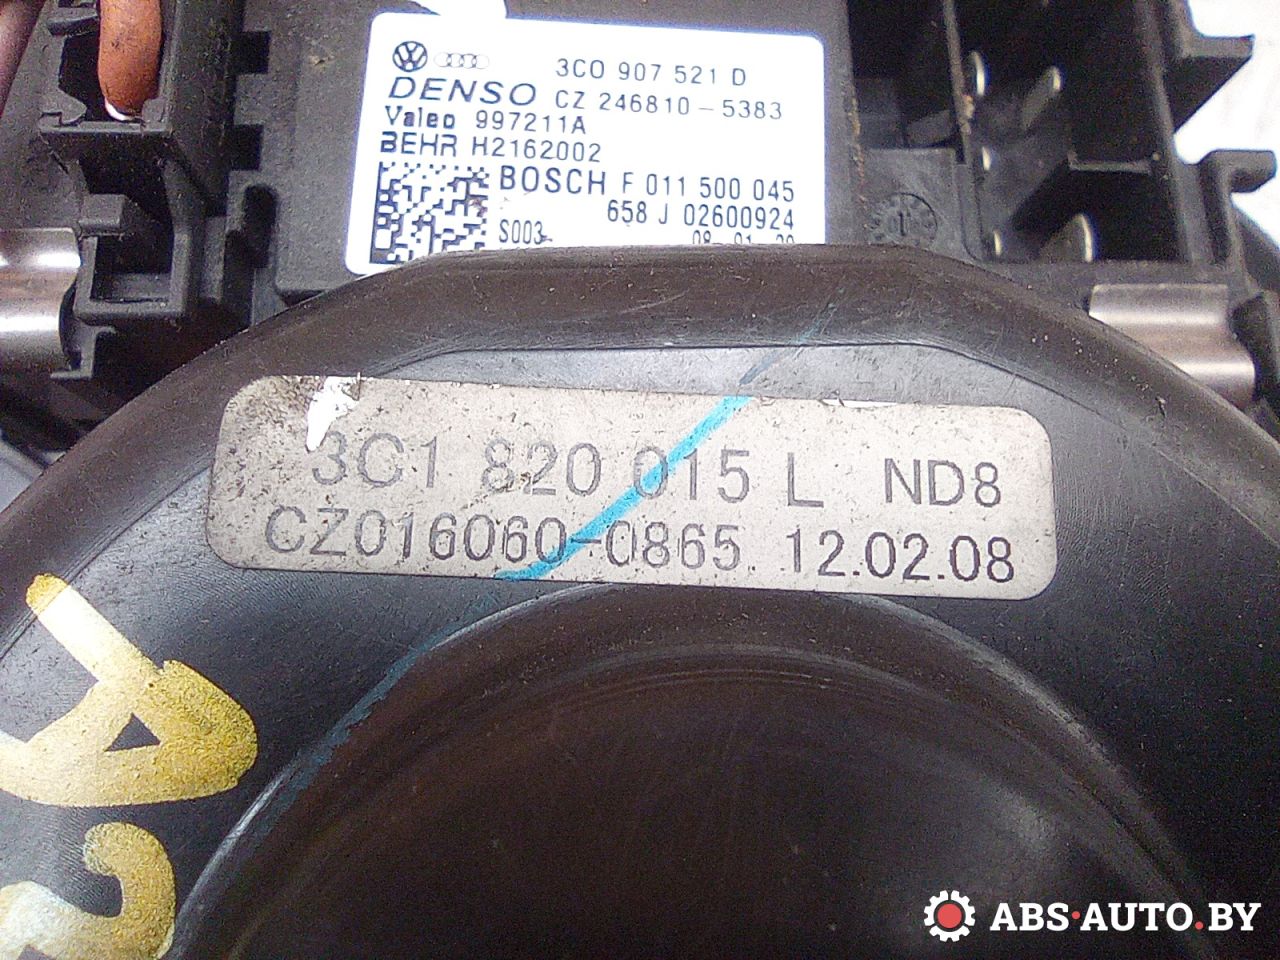 3C0 907 521 D
DENSO CZ 246810-5383
Valeo 997211A
BEHR H2162002
BOSCH F 011 500 045
658 J 02600924
S003-
3C1 820 015 L ND8
CZ016060-0865 12.02.08
A
ABS·AUTO.BY